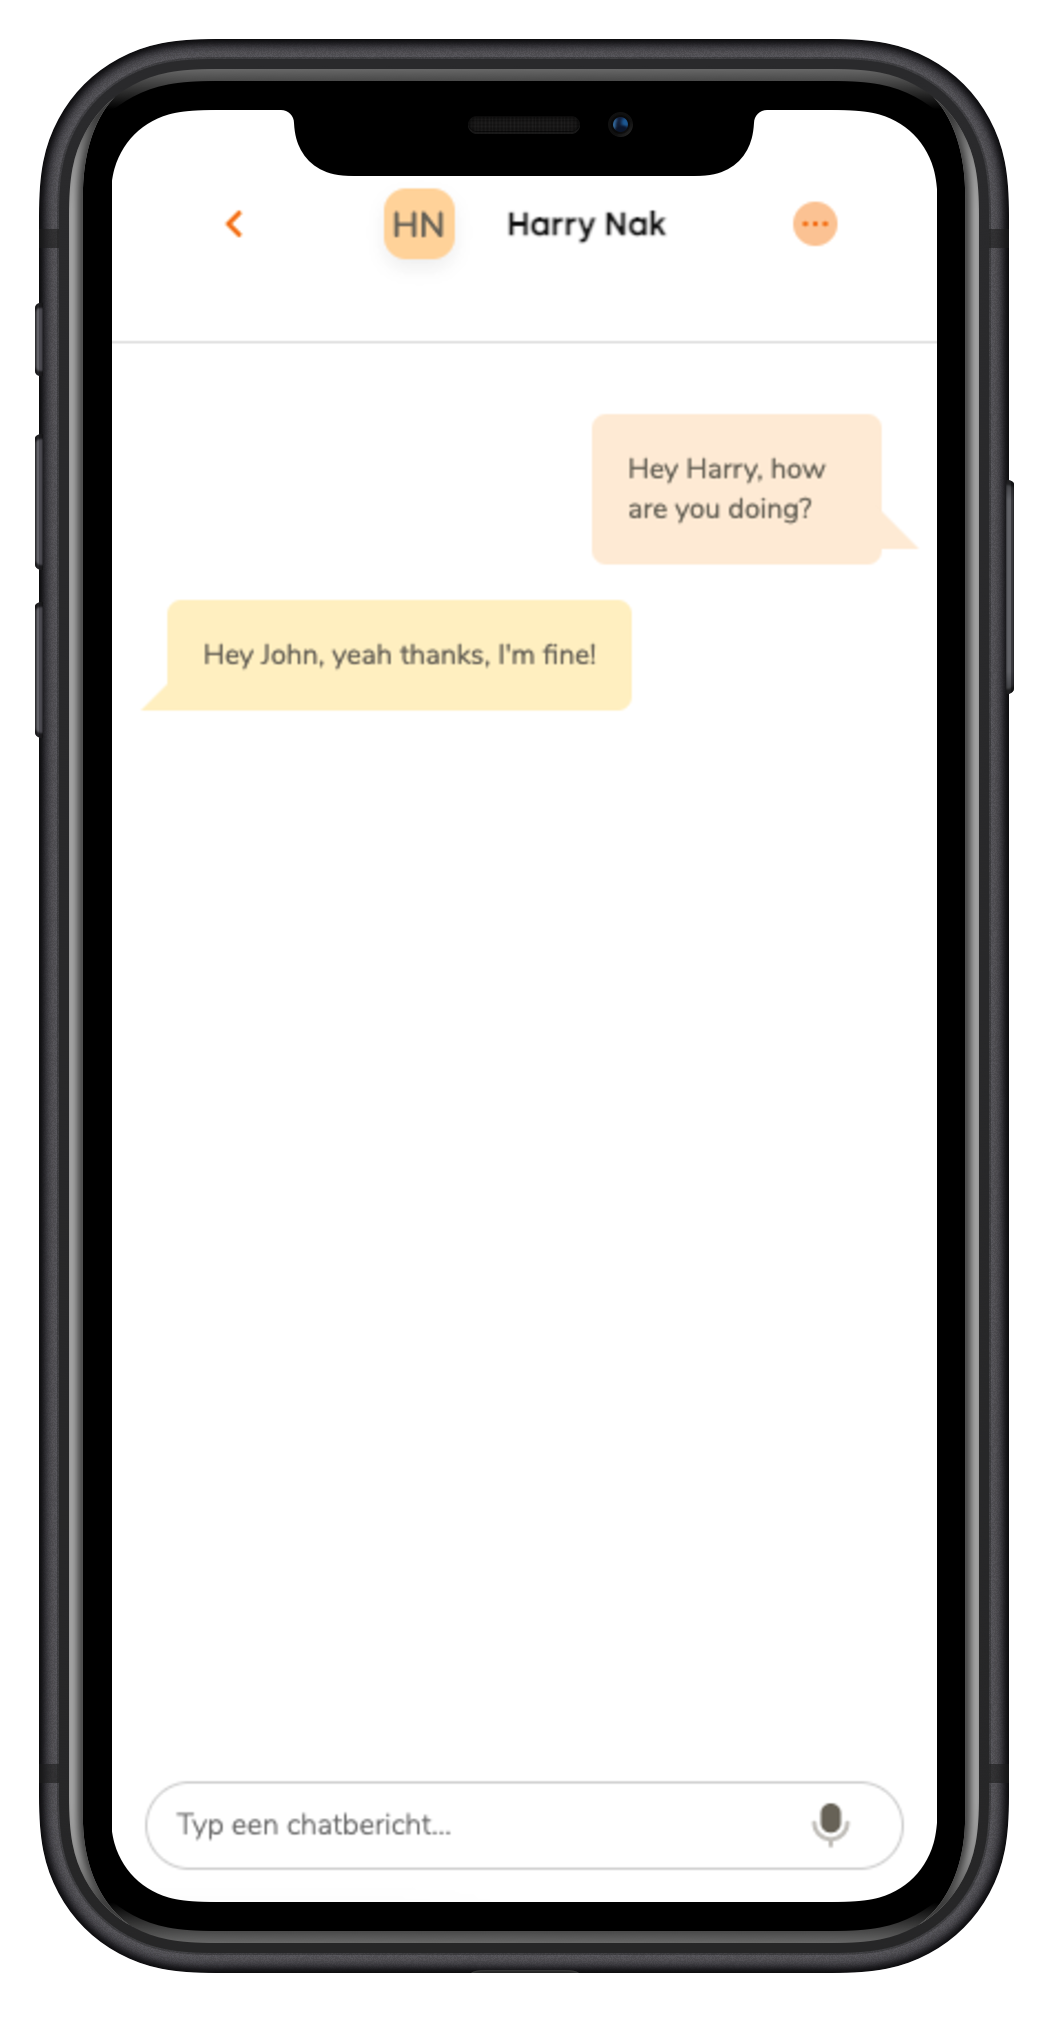 HN
Harry Nak
Hey Harry, how
are you doing?
Hey John, yeah thanks, I'm fine!
Typ een chatbericht...